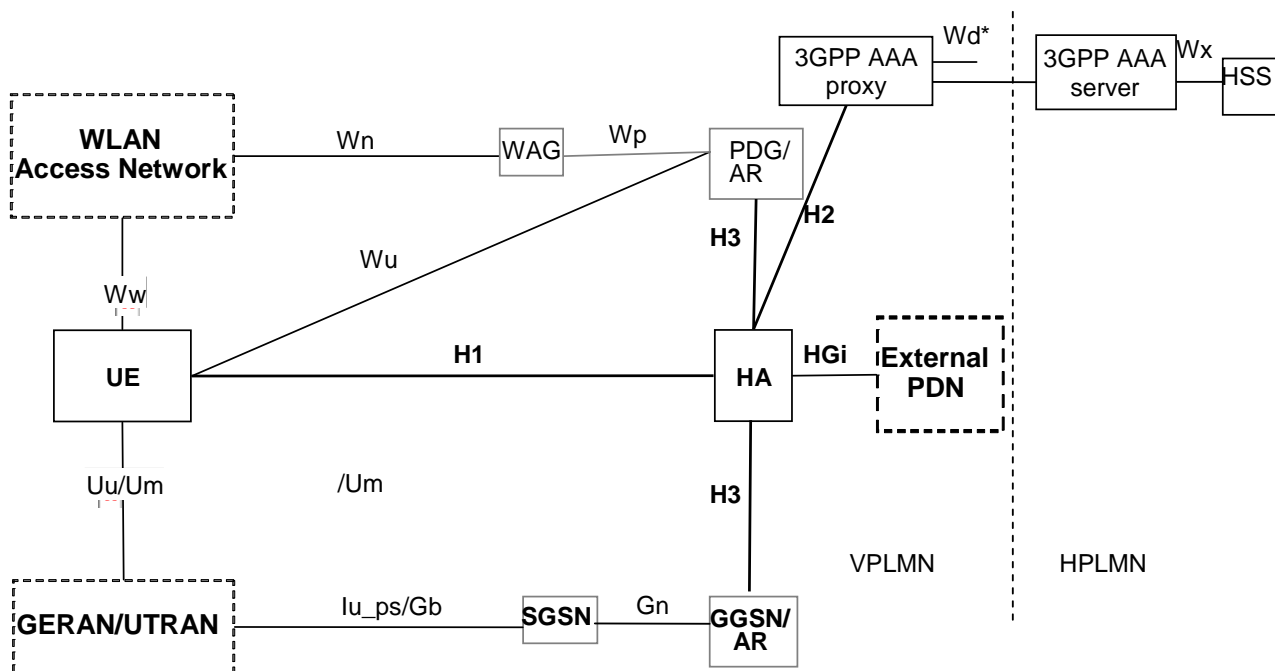 Wd*
3GPP AAA
proxy
3GPP AAA
server
Wx
HSS
WLAN
Access Network
Wn
WAG
Wp
PDG/
AR
H2
H3
Wu
Ww
UE
H1
HA
HGi
External
PDN
Uu/Um
/Um
H3
VPLMN
HPLMN
GERAN/UTRAN
Iu_ps/Gb
SGSN
Gn
GGSN/
AR